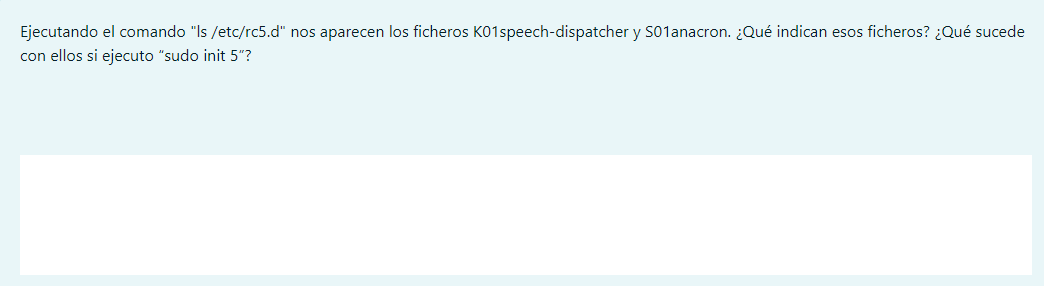 Ejecutando el comando "ls /etc/rc5.d" nos aparecen los ficheros K01speech-dispatcher y S01anacron. ¿Qué indican esos ficheros? ¿Qué sucede
con ellos si ejecuto “sudo init 5”?